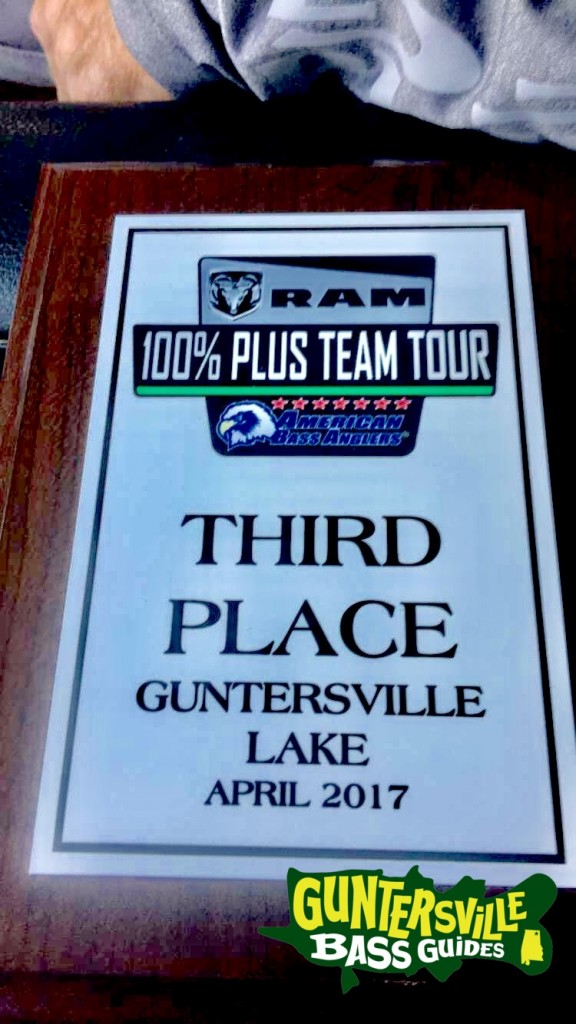 RAM
100% PLUS TEAM TOUR
AMERICAN
BASS ANGLERS
THIRD
PLACE
GUNTERSVILLE
LAKE
APRIL 2017
GUNTERSVILLE
BASS GUIDES